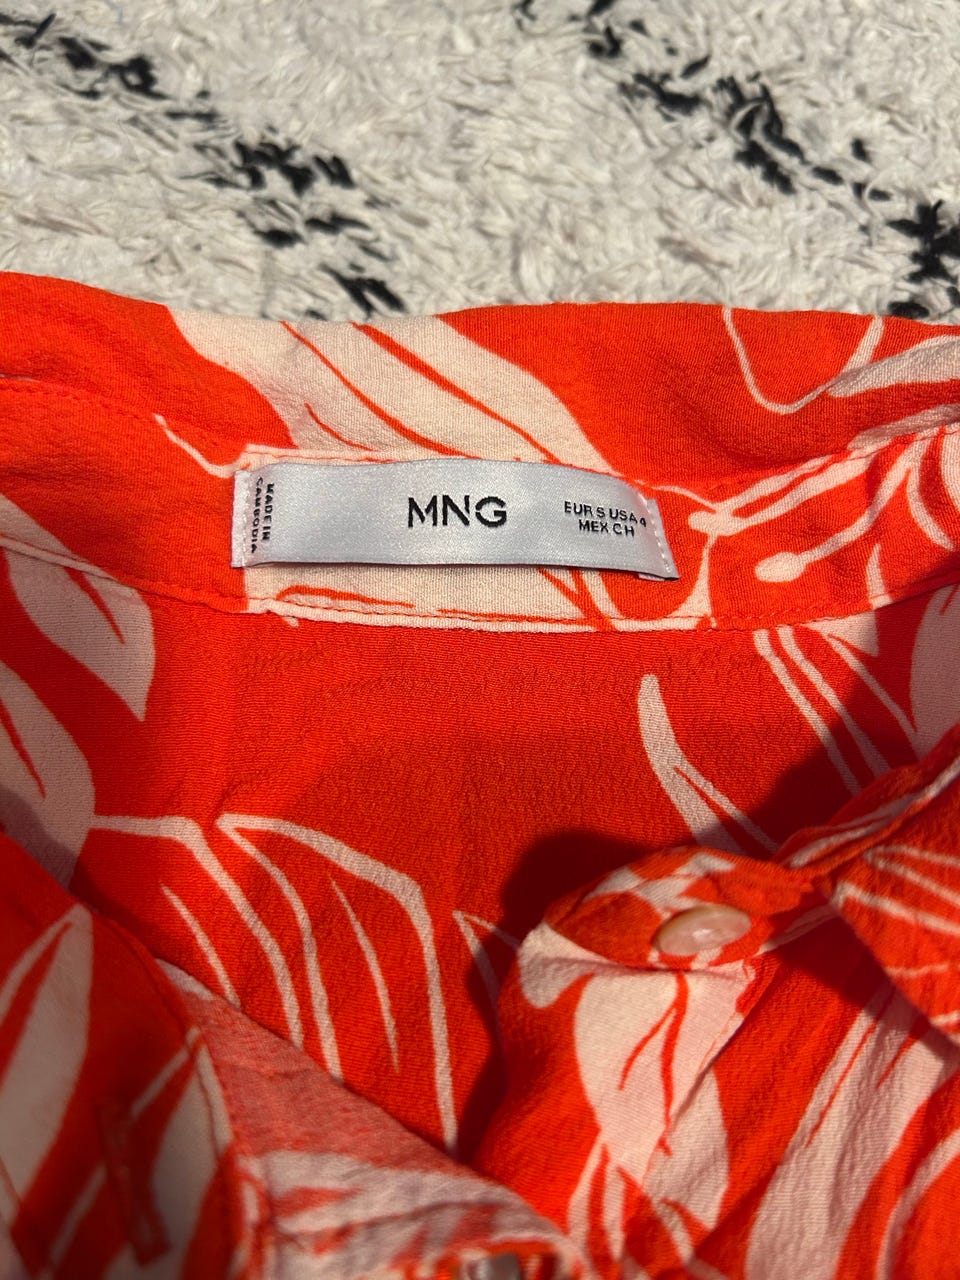 MADE IN
CAMBODIA
MNG
EUR S USA 4
MEX CH